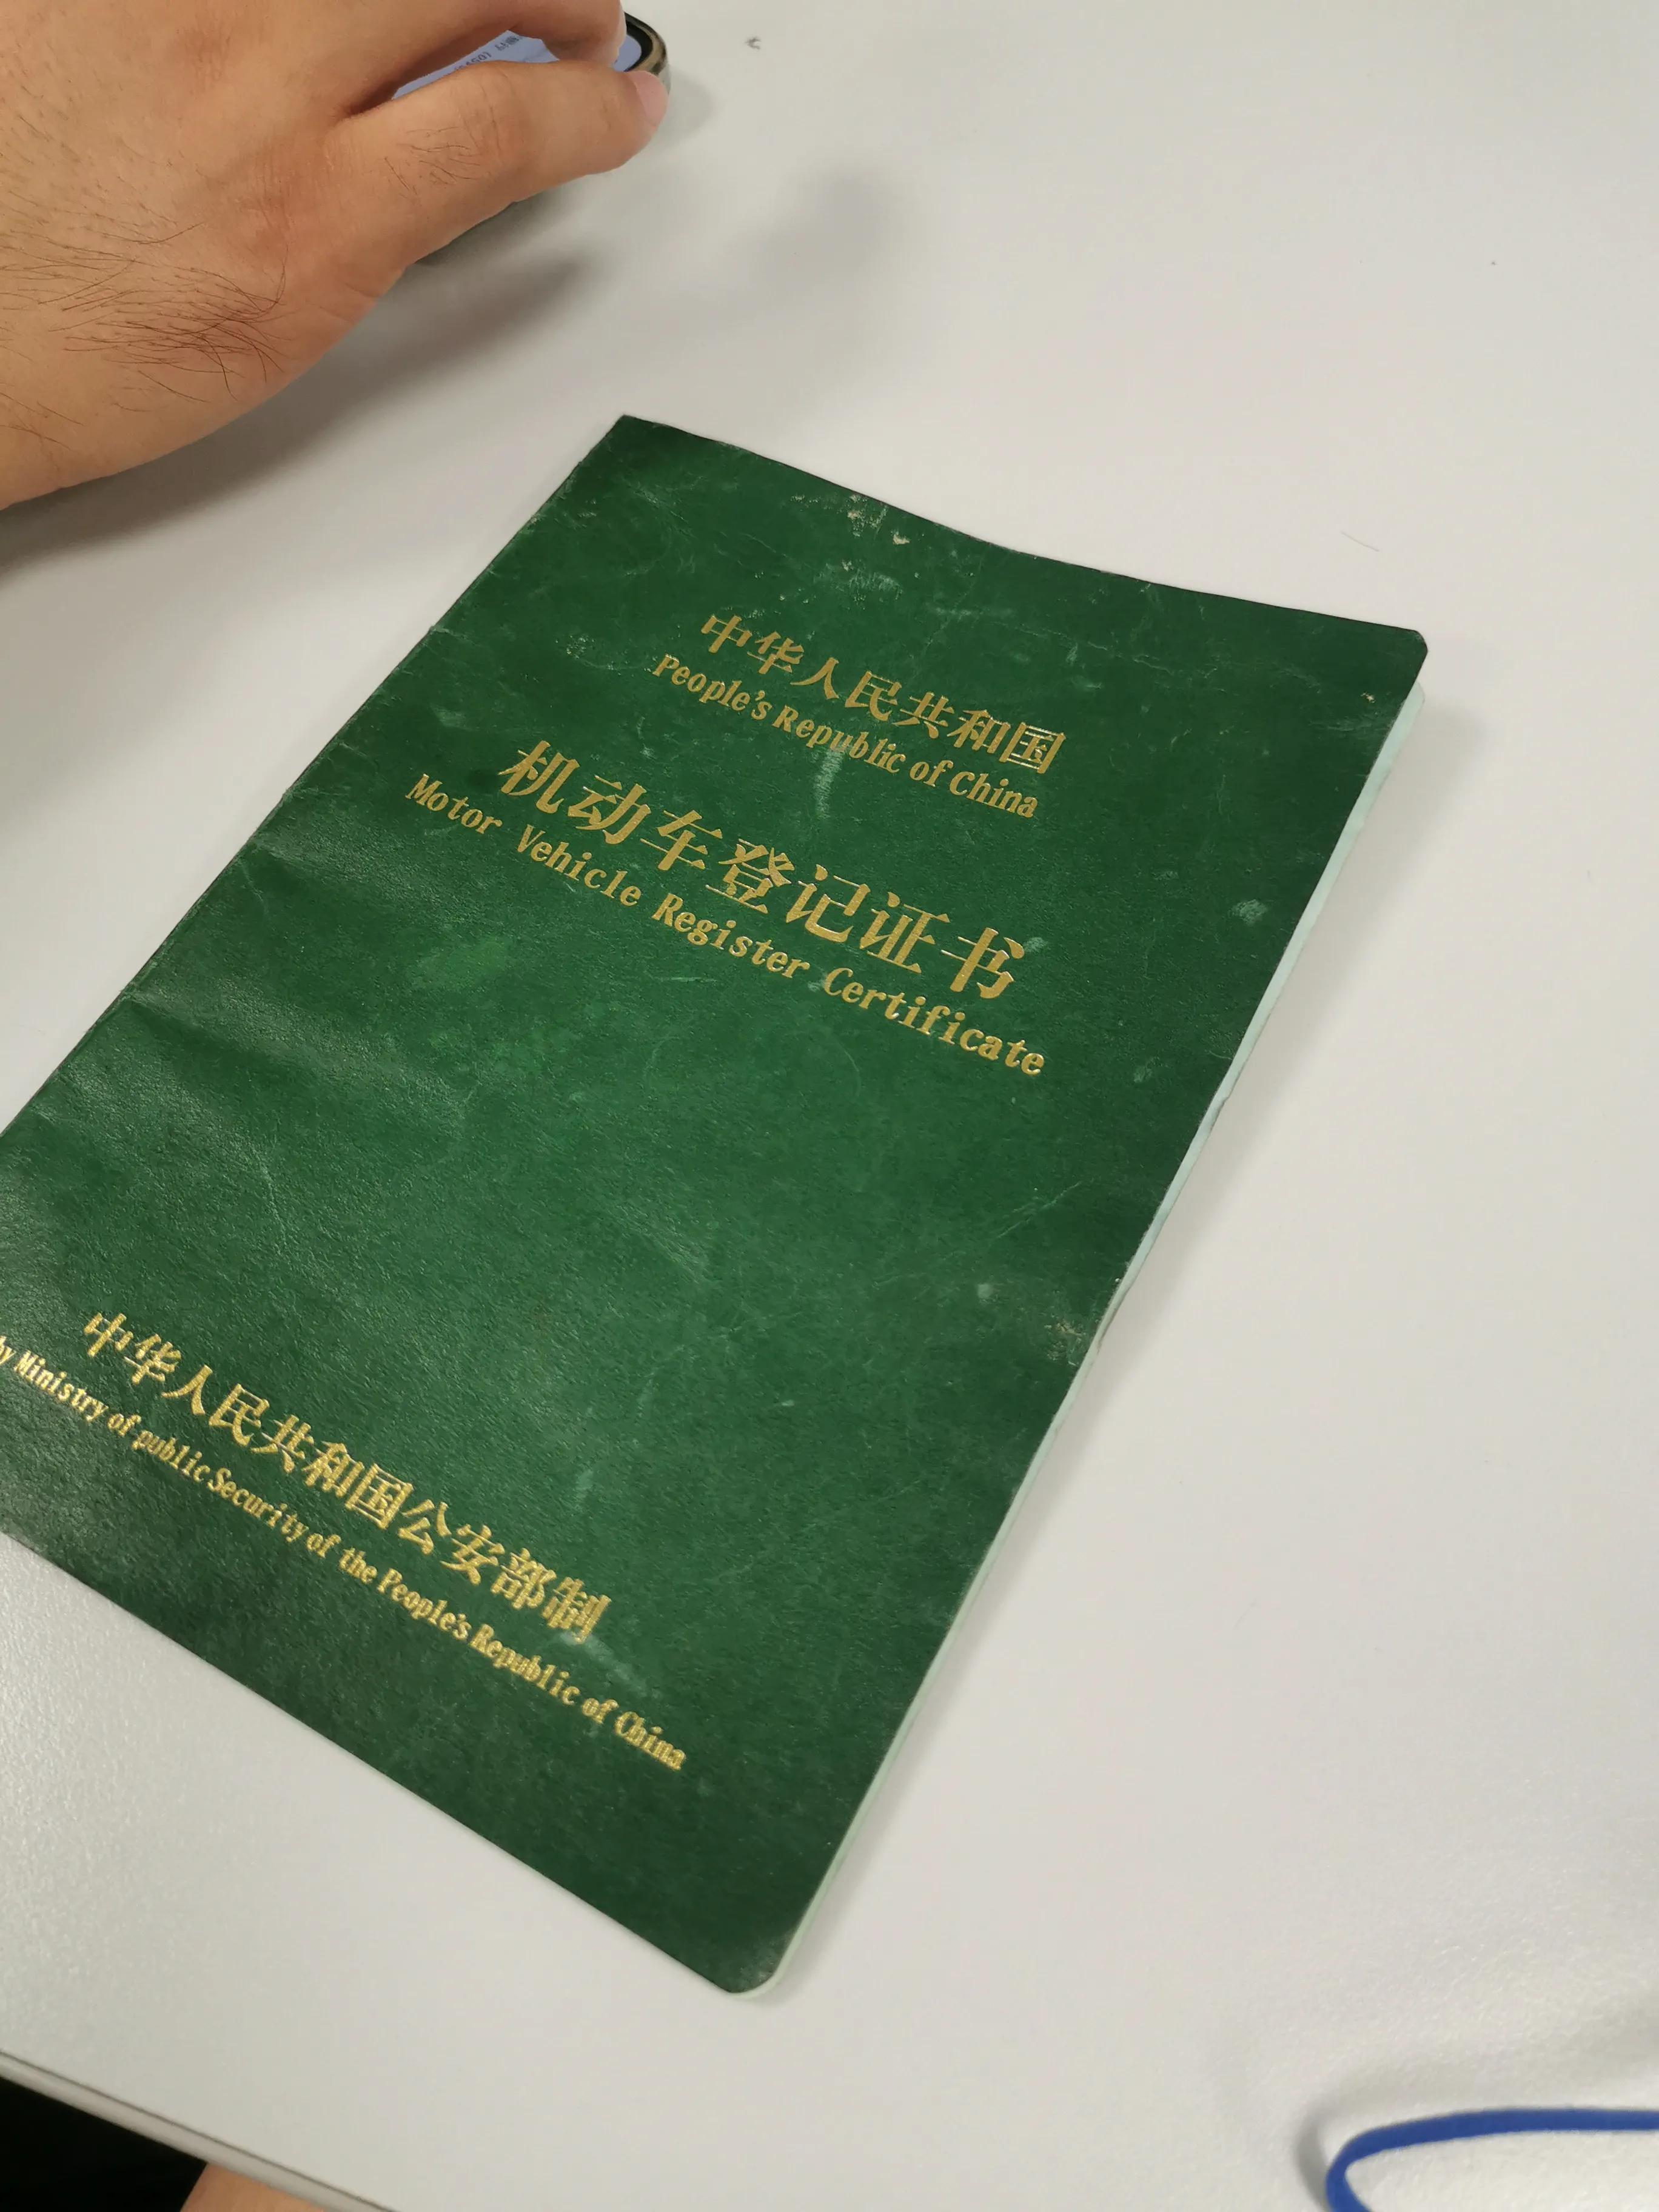 中华人民共和国
People's Republic of China
机动车登记证书
Motor Vehicle Register Certificate
中华人民共和国公安部制
by Ministry of public Security of the People's Republic of China